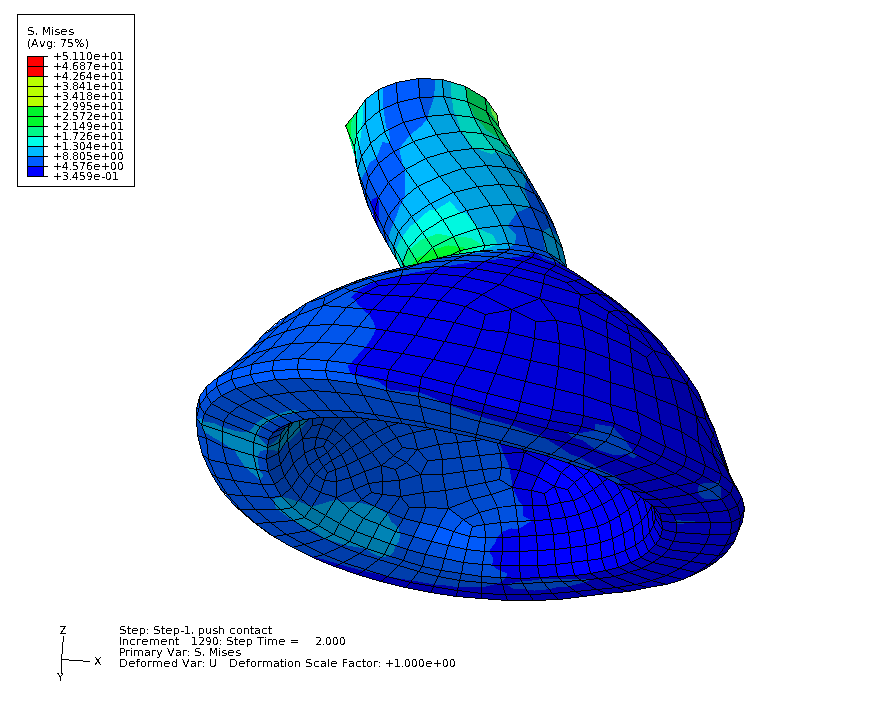 S. Mises
(Avg: 75%)
+5.110e+01
+4.687e+01
+4.264e+01
+3.841e+01
+3.418e+01
+2.995e+01
+2.572e+01
+2.149e+01
+1.726e+01
+1.304e+01
+8.805e+00
+4.576e+00
+3.459e-01
Z
X
Y
Step: Step-1, push contact
Increment 1290: Step Time = 2.000
Primary Var: S. Mises
Deformed Var: U Deformation Scale Factor: +1.000e+00